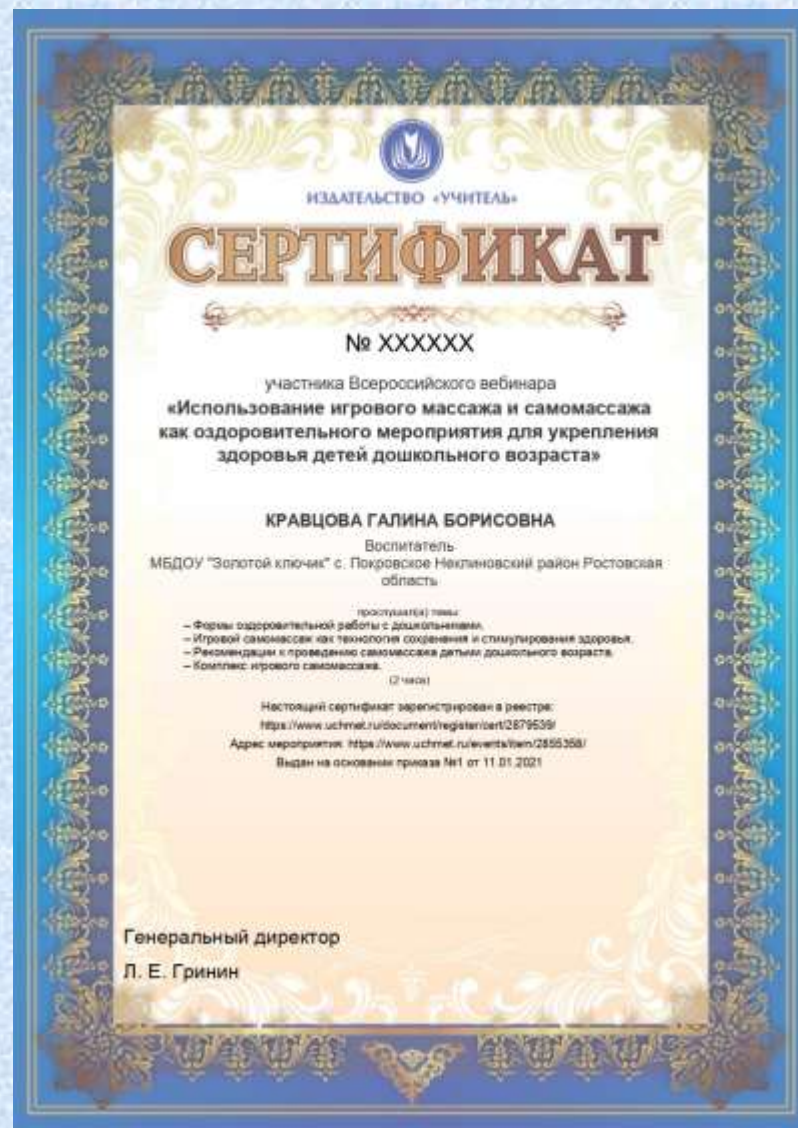 ИЗДАТЕЛЬСТВО «УЧИТЕЛЬ»
СЕРТИФИКАТ
№ XXXXXX
участника Всероссийского вебинара
«Использование игрового массажа и самомассажа
как оздоровительного мероприятия для укрепления
здоровья детей дошкольного возраста»
КРАВЦОВА ГАЛИНА БОРИСОВНА
Воспитатель
МБДОУ "Золотой ключик" с. Покровское Неклиновский район Ростовская
область
прослушал(а) темы:
– Формы оздоровительной работы с дошкольниками.
– Игровой самомассаж как технология сохранения и стимулирования здоровья.
– Рекомендации к проведению самомассажа детьми дошкольного возраста.
– Комплекс игрового самомассажа.
(2 часа)
Настоящий сертификат зарегистрирован в реестре:
https://www.uchmet.ru/document/register/cert/2879539/
Адрес мероприятия: https://www.uchmet.ru/events/item/2855358/
Выдан на основании приказа №1 от 11.01.2021
Генеральный директор
Л. Е. Гринин